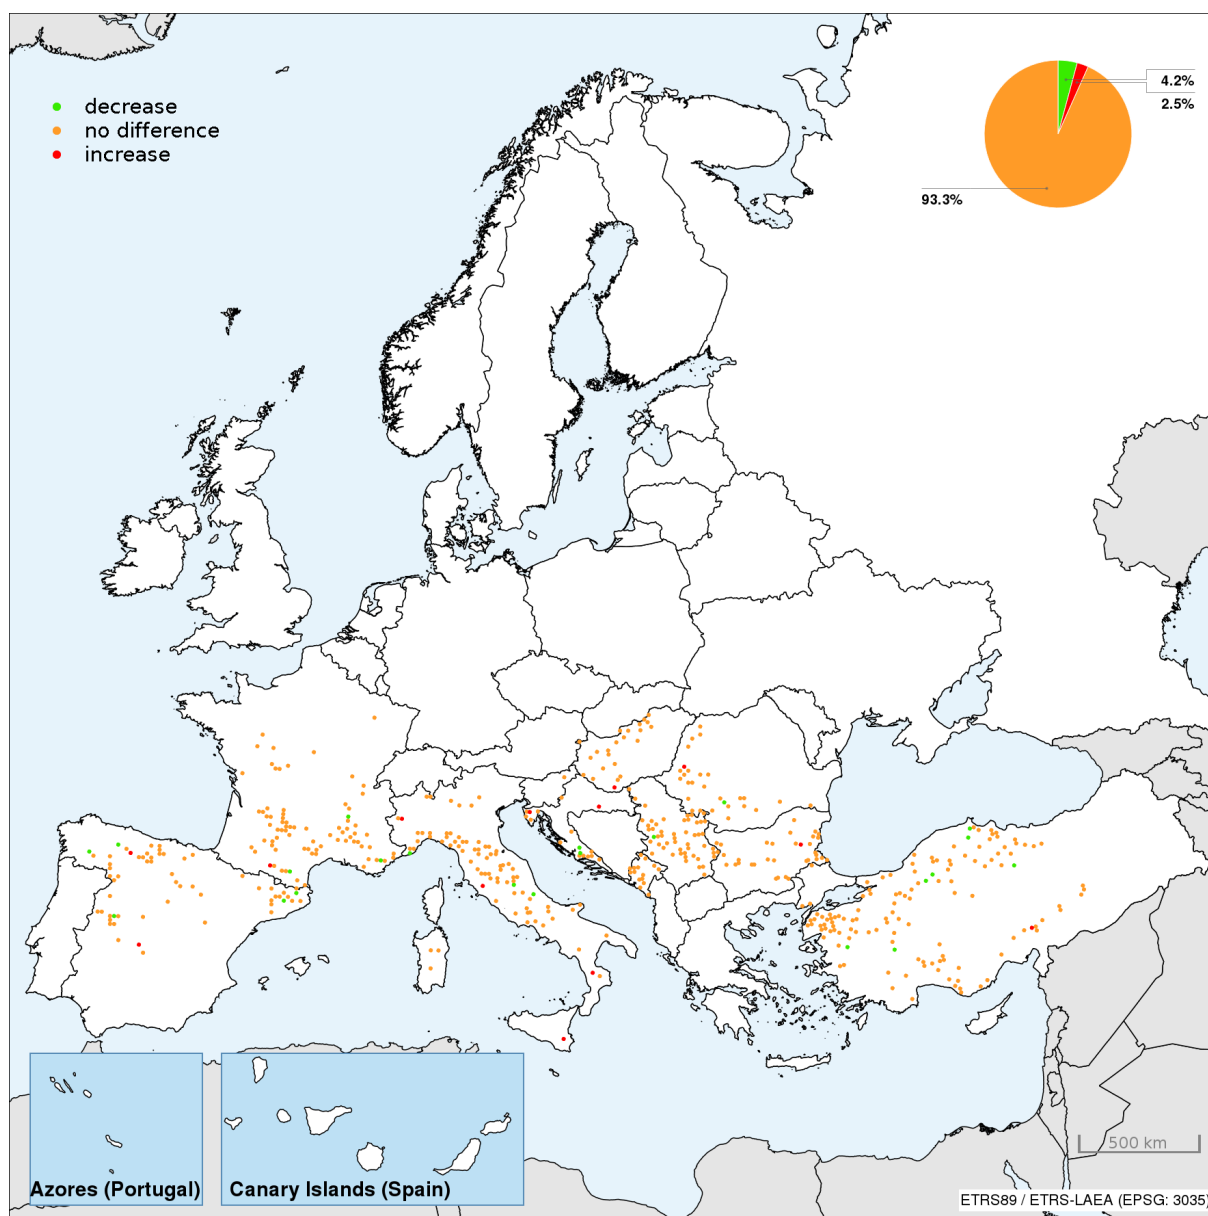 decrease
no difference
increase
4.2%
2.5%
93.3%
500 km
Azores (Portugal)
Canary Islands (Spain)
ETRS89 / ETRS-LAEA (EPSG: 3035)